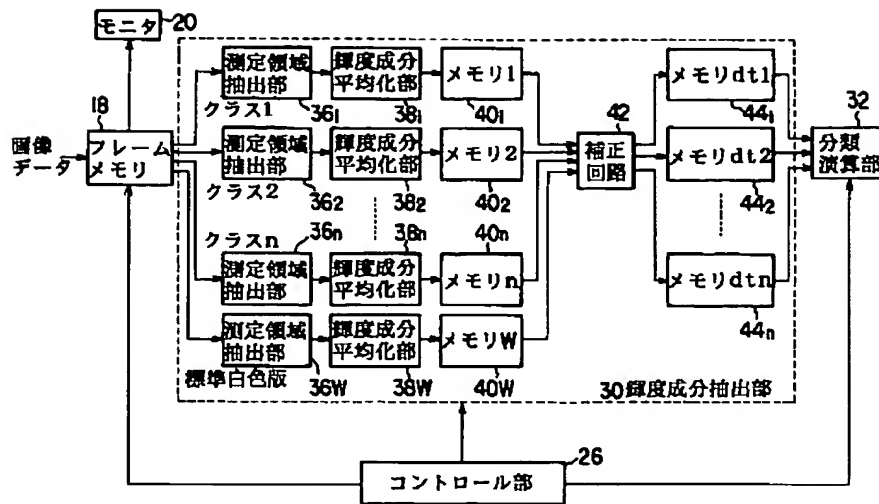 モニタ
20
測定領域
抽出部
輝度成分
平均化部
メモリ1
メモリdt1
18
クラス1
36₁
38₁
40₁
42
44₁
32
画像
データ
フレーム
メモリ
測定領域
抽出部
輝度成分
平均化部
メモリ2
補正
回路
メモリdt2
分類
演算部
クラス2
36₂
38₂
40₂
44₂
クラスn
36n
38n
40n
測定領域
抽出部
輝度成分
平均化部
メモリn
メモリdtn
44n
測定領域
抽出部
輝度成分
平均化部
メモリW
標準白色版
36W
38W
40W
30輝度成分抽出部
26
コントロール部